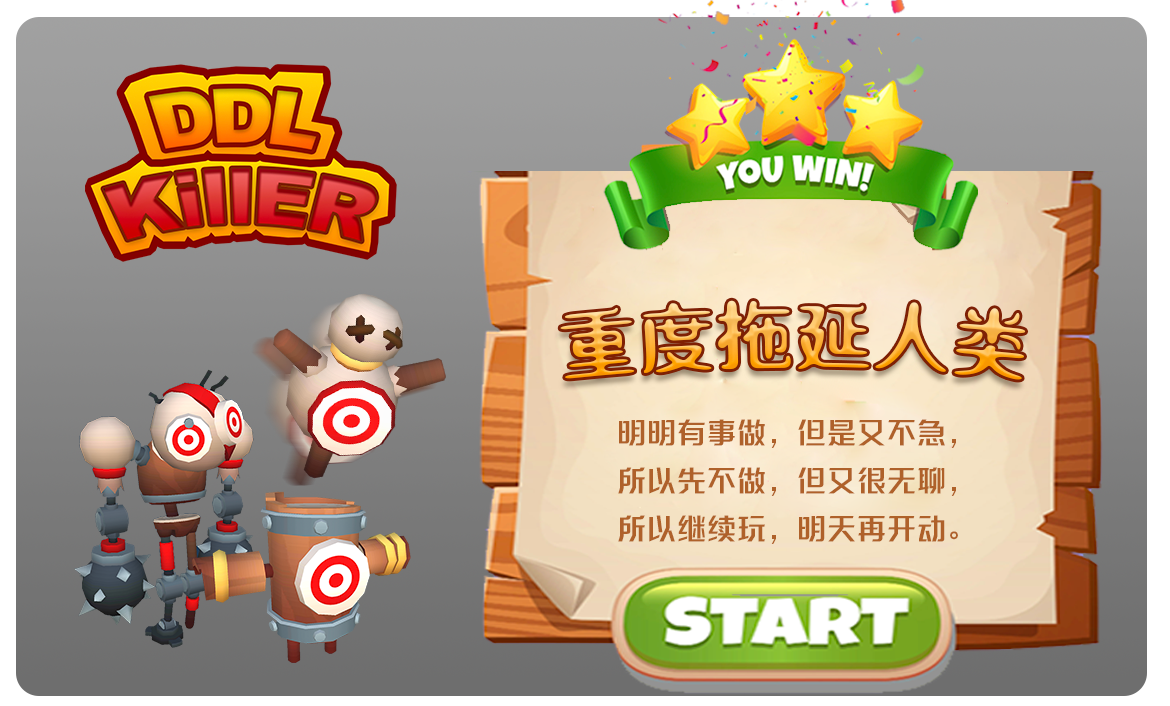 DDL
KillER
YOU WIN!
重度拖延人类
明明有事做，但是又不急，
所以先不做，但又很无聊，
所以继续玩，明天再开动。
START